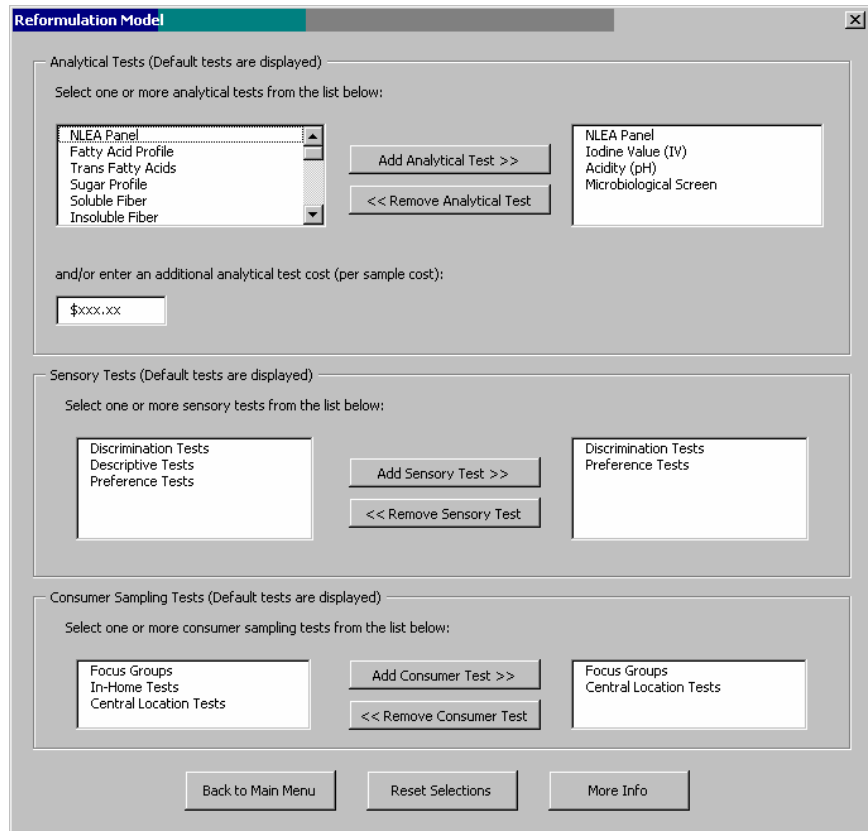 Reformulation Model
Analytical Tests (Default tests are displayed)
Select one or more analytical tests from the list below:
NLEA Panel
Fatty Acid Profile
Trans Fatty Acids
Sugar Profile
Soluble Fiber
Insoluble Fiber
Add Analytical Test >>
<< Remove Analytical Test
NLEA Panel
Iodine Value (IV)
Acidity (pH)
Microbiological Screen
and/or enter an additional analytical test cost (per sample cost):
$xxx.xx
Sensory Tests (Default tests are displayed)
Select one or more sensory tests from the list below:
Discrimination Tests
Descriptive Tests
Preference Tests
Add Sensory Test >>
<< Remove Sensory Test
Discrimination Tests
Preference Tests
Consumer Sampling Tests (Default tests are displayed)
Select one or more consumer sampling tests from the list below:
Focus Groups
In-Home Tests
Central Location Tests
Add Consumer Test >>
<< Remove Consumer Test
Focus Groups
Central Location Tests
Back to Main Menu
Reset Selections
More Info